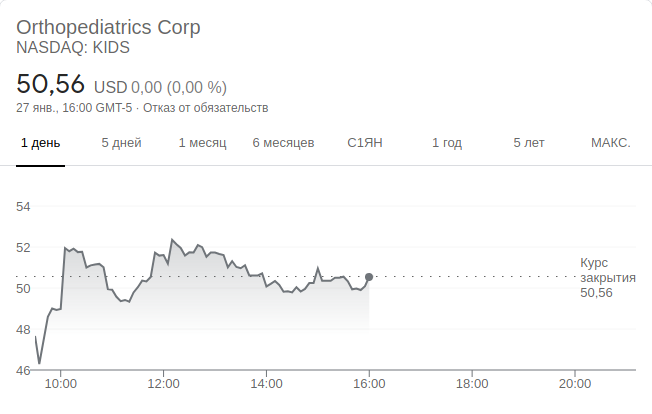 Orthopediatrics Corp
NASDAQ: KIDS
50,56 USD 0,00 (0,00 %)
27 янв., 16:00 GMT-5 · Отказ от обязательств
1 день 5 дней 1 месяц 6 месяцев С1ЯН 1 год 5 лет МАКС.
54
52
Курс
закрытия
50,56
50
48
46
10:00 12:00 14:00 16:00 18:00 20:00